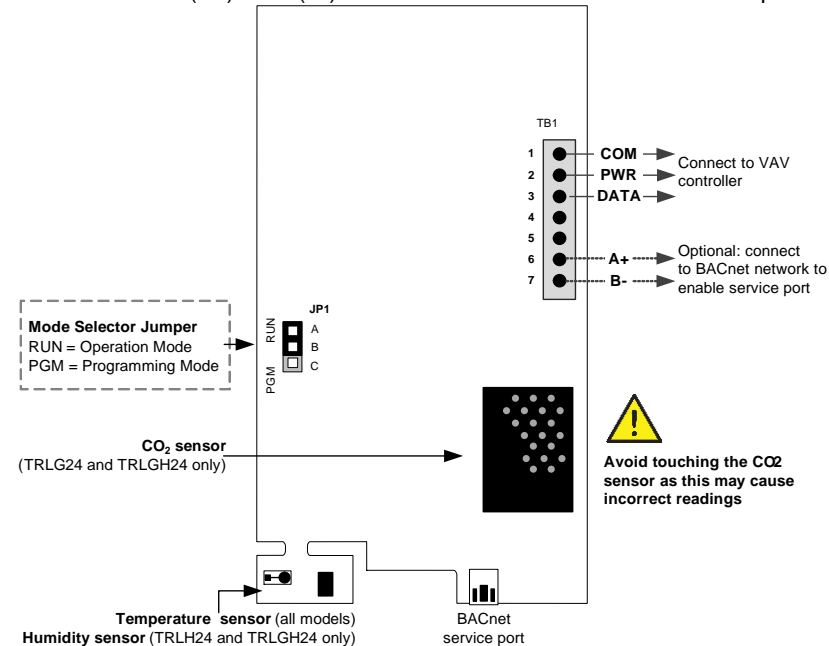 TB1
1 COM
2 PWR
3 DATA
4
5
6 A+
7 B-
Connect to VAV
controller
Optional: connect
to BACnet network to
enable service port
Mode Selector Jumper
RUN = Operation Mode
PGM = Programming Mode
JP1
RUN
PGM
A
B
C
CO₂ sensor
(TRLG24 and TRLGH24 only)
!
Avoid touching the CO2
sensor as this may cause
incorrect readings
Temperature sensor (all models)
Humidity sensor (TRLH24 and TRLGH24 only)
BACnet
service port